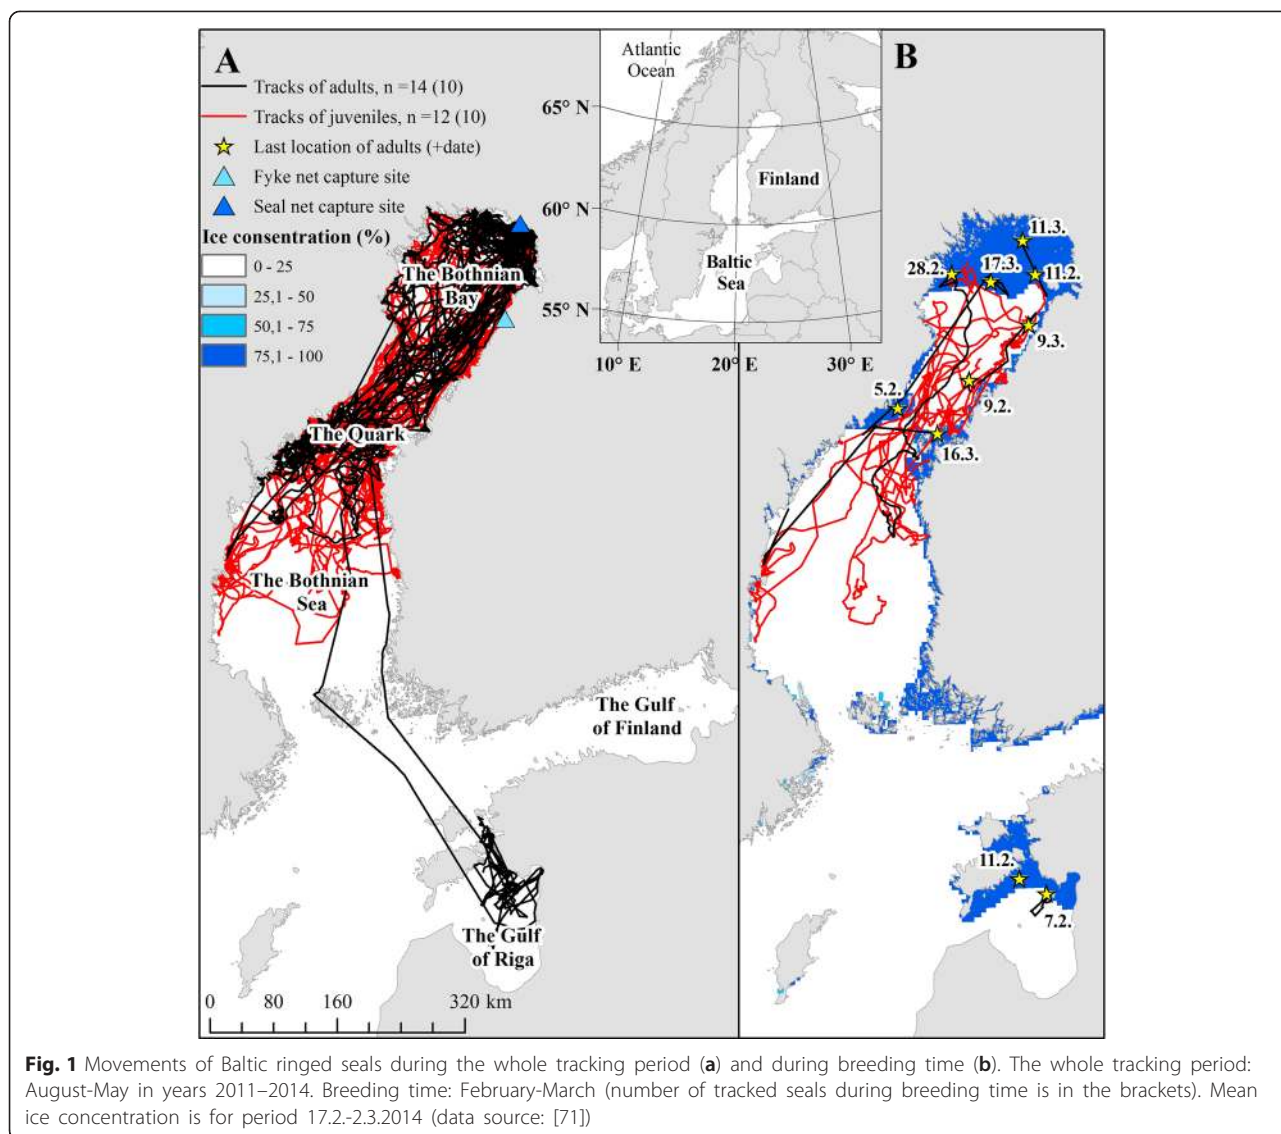 A
Tracks of adults, n =14 (10)
Tracks of juveniles, n =12 (10)
Last location of adults (+date)
Fyke net capture site
Seal net capture site
Ice consentration (%)
0 - 25
25,1 - 50
50,1 - 75
75,1 - 100
The Bothnian
Bay
The Quark
The Bothnian
Sea
The Gulf
of Finland
The Gulf
of Riga
0 80 160 320 km
Atlantic
Ocean
65° N
60° N
55° N
Finland
Baltic
Sea
10° E 20° E 30° E
B
11.3.
28.2.
17.3.
11.2.
9.3.
5.2.
9.2.
16.3.
11.2.
7.2.
Fig. 1 Movements of Baltic ringed seals during the whole tracking period (a) and during breeding time (b). The whole tracking period:
August-May in years 2011–2014. Breeding time: February-March (number of tracked seals during breeding time is in the brackets). Mean
ice concentration is for period 17.2.-2.3.2014 (data source: [71])